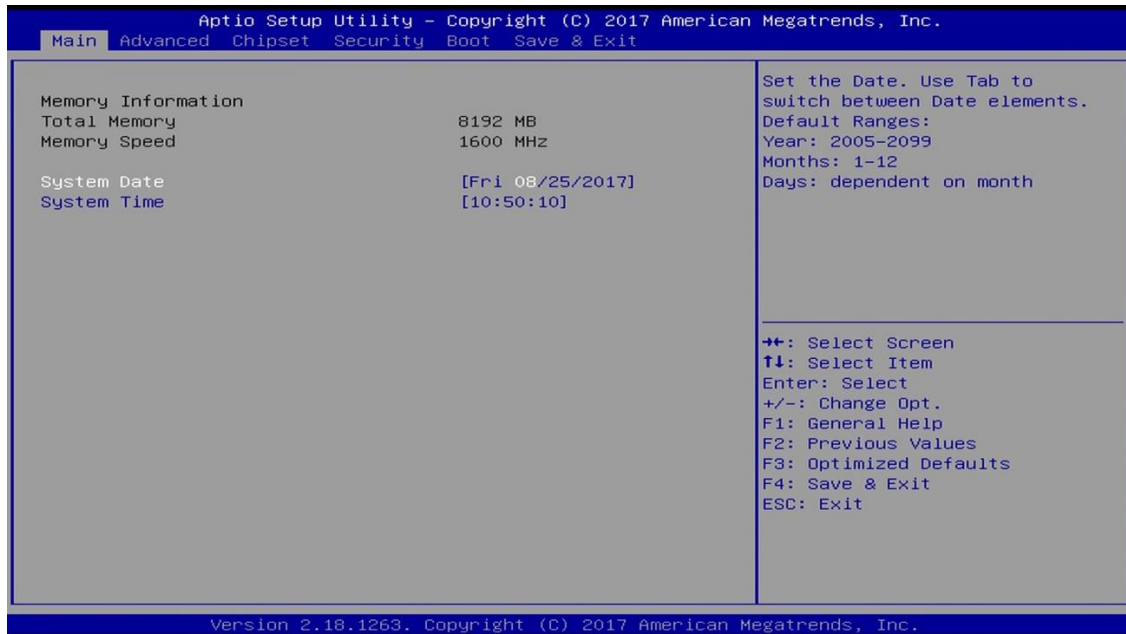 Aptio Setup Utility – Copyright (C) 2017 American Megatrends, Inc.
Main Advanced Chipset Security Boot Save & Exit
Memory Information
Total Memory 8192 MB
Memory Speed 1600 MHz
System Date [Fri 08/25/2017]
System Time [10:50:10]
Set the Date. Use Tab to
switch between Date elements.
Default Ranges:
Year: 2005-2099
Months: 1-12
Days: dependent on month
→←: Select Screen
↑↓: Select Item
Enter: Select
+/-: Change Opt.
F1: General Help
F2: Previous Values
F3: Optimized Defaults
F4: Save & Exit
ESC: Exit
Version 2.18.1263. Copyright (C) 2017 American Megatrends, Inc.